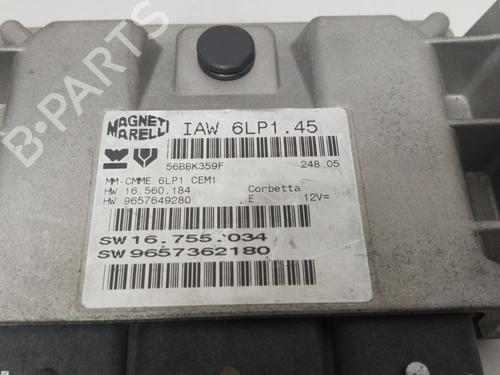 B-PARTS
MAGNETI MARELLI IAW 6LP1.45
56BBK359F 248 05
MM-CMME 6LP1 CEM1
HW 16.560.184 Corbetta
HW 9657649280 E 12V=
SW 16.755.034
SW 9657362180